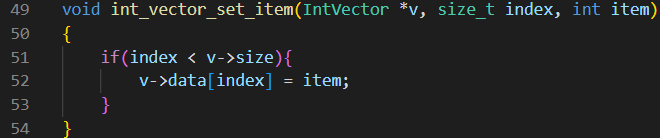 49 void int_vector_set_item(IntVector *v, size_t index, int item)
50 {
51     if(index < v->size){
52         v->data[index] = item;
53     }
54 }